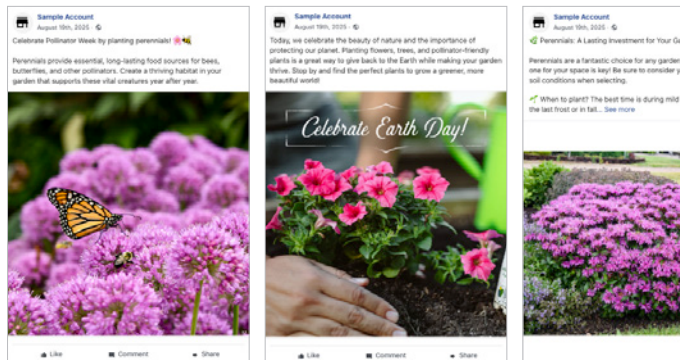 Sample Account
August 19th, 2025 ·
Celebrate Pollinator Week by planting perennials! 🌸🐝
Perennials provide essential, long-lasting food sources for bees,
butterflies, and other pollinators. Create a thriving habitat in your
garden that supports these vital creatures year after year.
Like Comment Share
Sample Account
August 19th, 2025 ·
Today, we celebrate the beauty of nature and the importance of
protecting our planet. Planting flowers, trees, and pollinator-friendly
plants is a great way to give back to the Earth while making your garden
thrive. Stop by and find the perfect plants to grow a greener, more
beautiful world!
Celebrate Earth Day!
Like Comment Share
Sample Account
August 19th, 2025 ·
🌿 Perennials: A Lasting Investment for Your Ga
Perennials are a fantastic choice for any garden
one for your space is key! Be sure to consider y
soil conditions when selecting.
🌱 When to plant? The best time is during mild
the last frost or in fall... See more